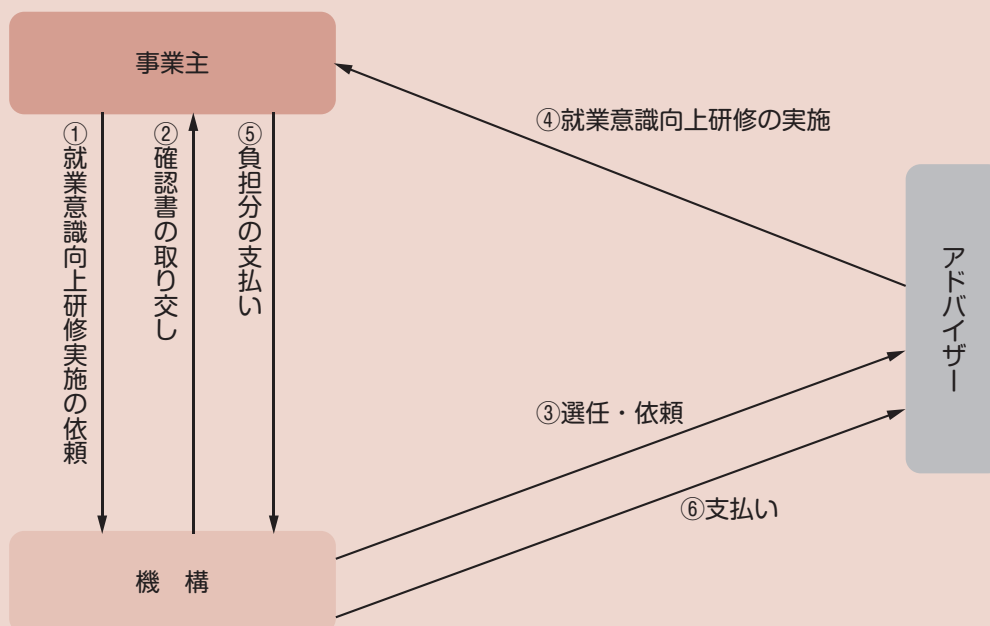 事業主
①就業意識向上研修実施の依頼
②確認書の取り交し
⑤負担分の支払い
④就業意識向上研修の実施
アドバイザー
③選任・依頼
⑥支払い
機　構